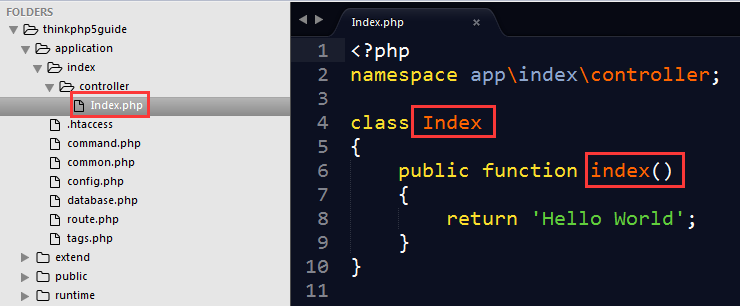 FOLDERS
thinkphp5guide
application
index
controller
Index.php
.htaccess
command.php
common.php
config.php
database.php
route.php
tags.php
extend
public
runtime
Index.php
1 <?php
2 namespace app\index\controller;
3
4 class Index
5 {
6     public function index()
7     {
8         return 'Hello World';
9     }
10 }
11